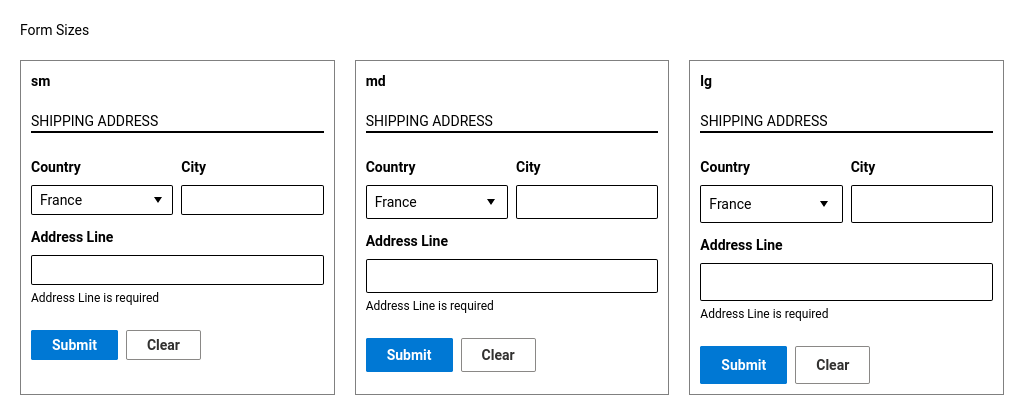 Form Sizes
sm
SHIPPING ADDRESS
Country City
France
Address Line
Address Line is required
Submit Clear
md
SHIPPING ADDRESS
Country City
France
Address Line
Address Line is required
Submit Clear
lg
SHIPPING ADDRESS
Country City
France
Address Line
Address Line is required
Submit Clear